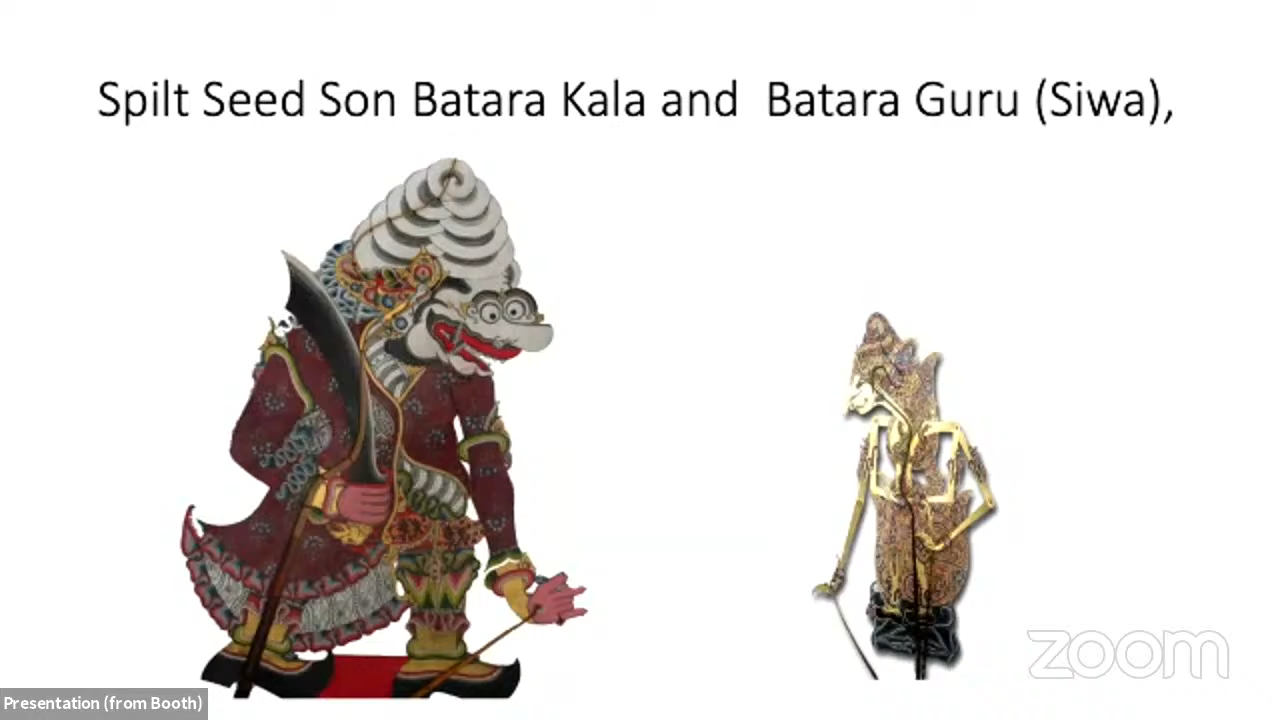 Spilt Seed Son Batara Kala and  Batara Guru (Siwa),
zoom
Presentation (from Booth)